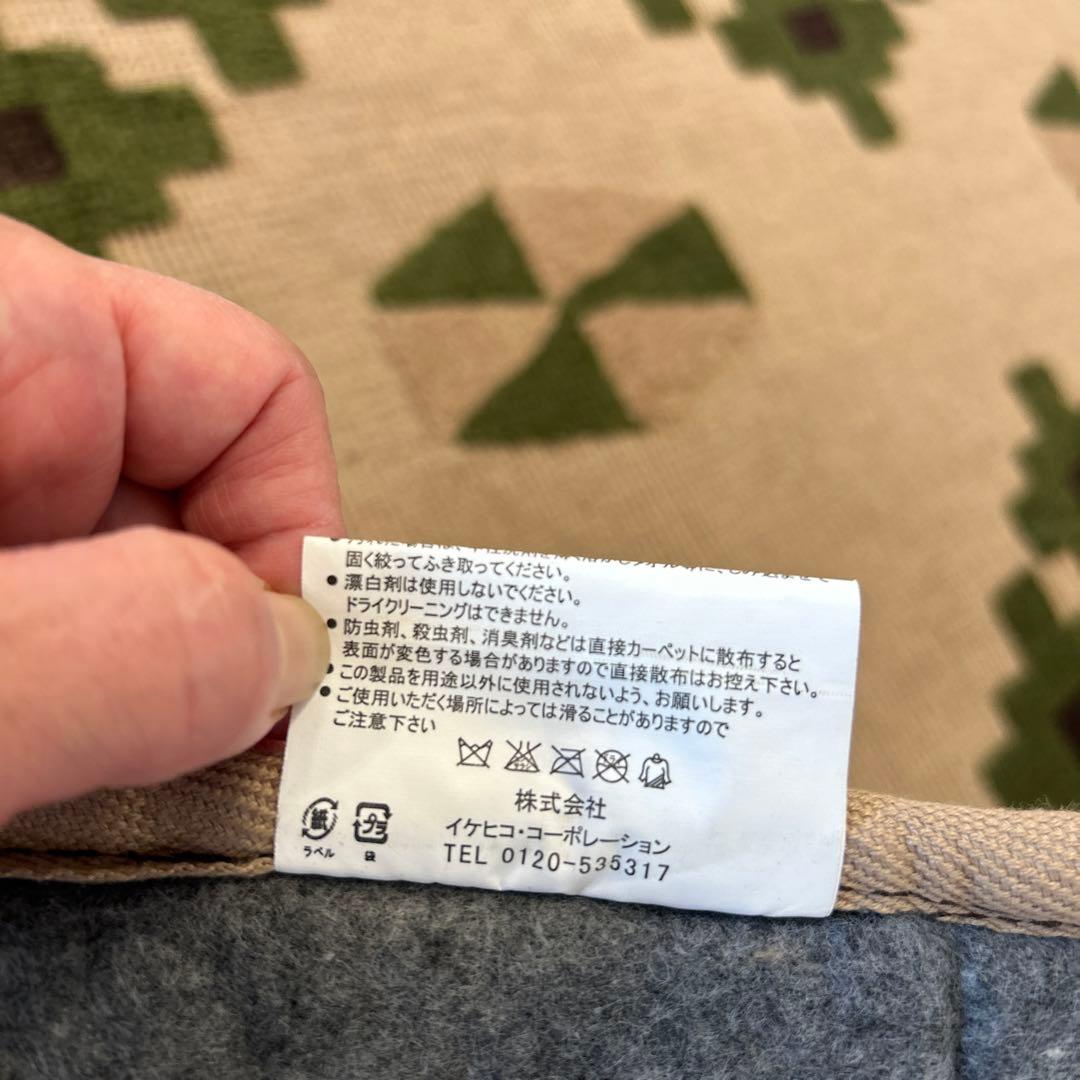 固く絞ってふき取ってください。
● 漂白剤は使用しないでください。
ドライクリーニングはできません。
● 防虫剤、殺虫剤、消臭剤などは直接カーペットに散布すると
表面が変色する場合がありますので直接散布はお控え下さい。
● この製品を用途以外に使用されないよう、お願いします。
● ご使用いただく場所によっては滑ることがありますので
ご注意下さい
株式会社
イケヒコ・コーポレーション
TEL 0120-535317
紙
ラベル
プラ
袋